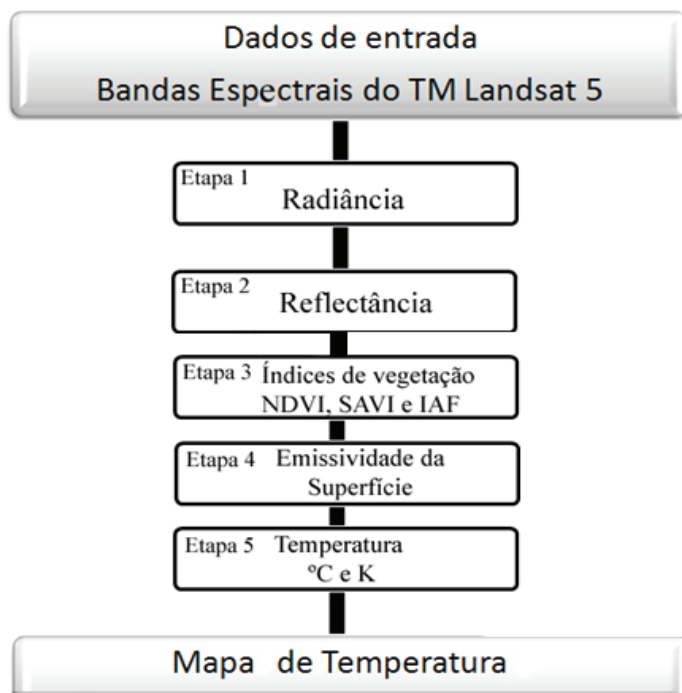 Dados de entrada
Bandas Espectrais do TM Landsat 5
Etapa 1
Radiância
Etapa 2
Reflectância
Etapa 3 Índices de vegetação
NDVI, SAVI e IAF
Etapa 4 Emissividade da
Superfície
Etapa 5 Temperatura
ºC e K
Mapa de Temperatura